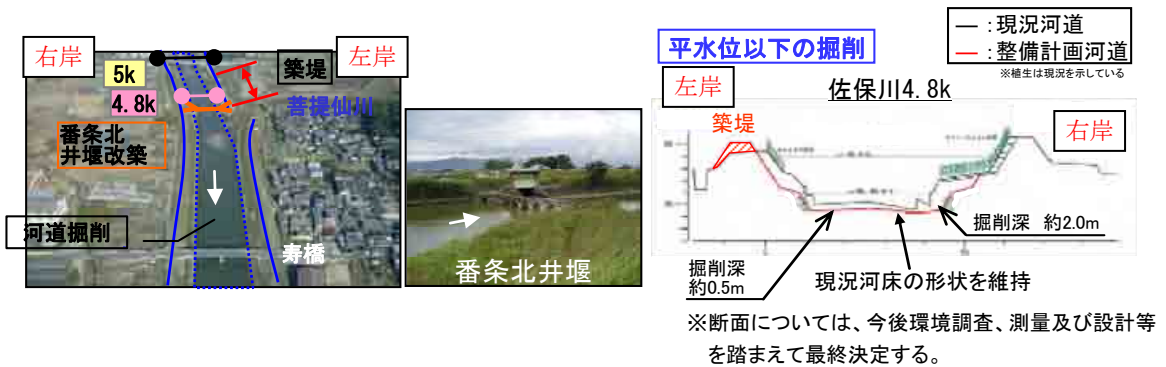 右岸
左岸
築堤
5k
4.8k
菩提仙川
番条北
井堰改築
河道掘削
寿橋
番条北井堰
平水位以下の掘削
― ：現況河道
― ：整備計画河道
※植生は現況を示している
佐保川4.8k
左岸
右岸
築堤
掘削深 約2.0m
掘削深
約0.5m
現況河床の形状を維持
※断面については、今後環境調査、測量及び設計等
を踏まえて最終決定する。